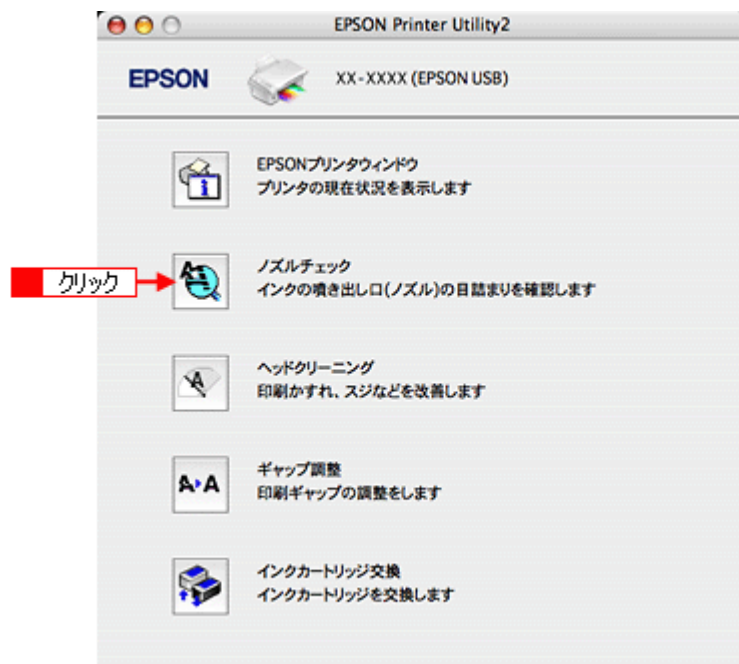 EPSON Printer Utility2
EPSON
XX-XXXX (EPSON USB)
EPSONプリンタウィンドウ
プリンタの現在状況を表示します
クリック
ノズルチェック
インクの噴き出し口(ノズル)の目詰まりを確認します
ヘッドクリーニング
印刷かすれ、スジなどを改善します
ギャップ調整
印刷ギャップの調整をします
インクカートリッジ交換
インクカートリッジを交換します